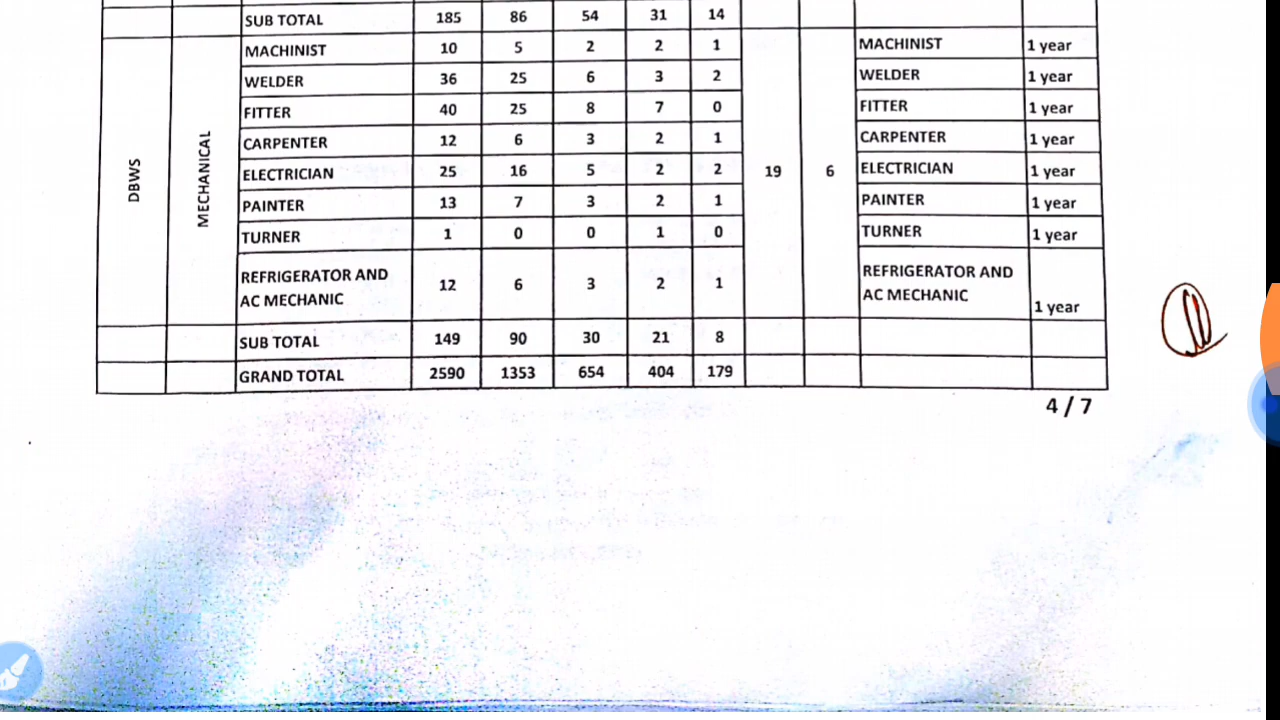 SUB TOTAL 185 86 54 31 14
DBWS MECHANICAL MACHINIST 10 5 2 2 1 19 6 MACHINIST 1 year
WELDER 36 25 6 3 2 WELDER 1 year
FITTER 40 25 8 7 0 FITTER 1 year
CARPENTER 12 6 3 2 1 CARPENTER 1 year
ELECTRICIAN 25 16 5 2 2 ELECTRICIAN 1 year
PAINTER 13 7 3 2 1 PAINTER 1 year
TURNER 1 0 0 1 0 TURNER 1 year
REFRIGERATOR AND AC MECHANIC 12 6 3 2 1 REFRIGERATOR AND AC MECHANIC 1 year
SUB TOTAL 149 90 30 21 8
GRAND TOTAL 2590 1353 654 404 179
4 / 7